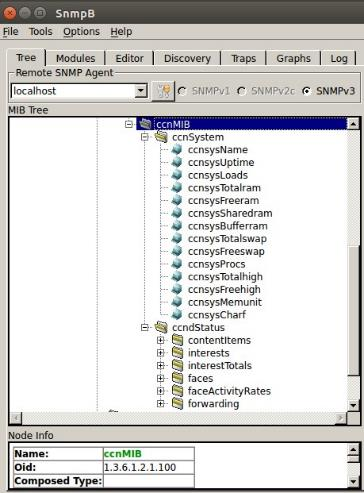 SnmpB
File Tools Options Help
Tree Modules Editor Discovery Traps Graphs Log
Remote SNMP Agent
localhost SNMPv1 SNMPv2c SNMPv3
MIB Tree
ccnMIB
ccnSystem
ccnsysName
ccnsysUptime
ccnsysLoads
ccnsysTotalram
ccnsysFreeram
ccnsysSharedram
ccnsysBufferram
ccnsysTotalswap
ccnsysFreeswap
ccnsysProcs
ccnsysTotalhigh
ccnsysFreehigh
ccnsysMemunit
ccnsysCharf
ccndStatus
contentItems
interests
interestTotals
faces
faceActivityRates
forwarding
Node Info
Name: ccnMIB
Oid: 1.3.6.1.2.1.100
Composed Type: